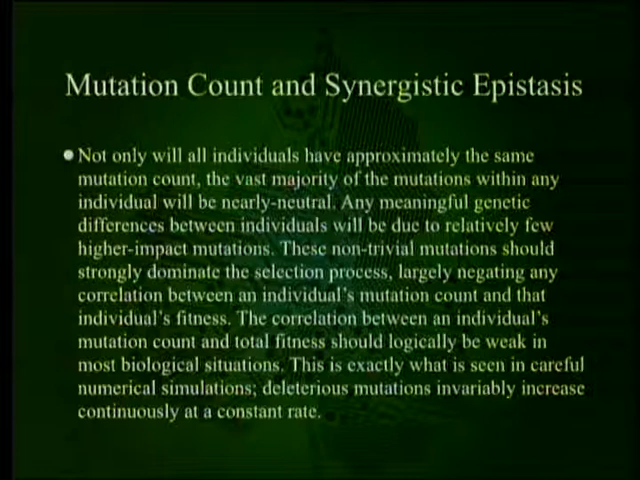 Mutation Count and Synergistic Epistasis
Not only will all individuals have approximately the same
mutation count, the vast majority of the mutations within any
individual will be nearly-neutral. Any meaningful genetic
differences between individuals will be due to relatively few
higher-impact mutations. These non-trivial mutations should
strongly dominate the selection process, largely negating any
correlation between an individual's mutation count and that
individual's fitness. The correlation between an individual's
mutation count and total fitness should logically be weak in
most biological situations. This is exactly what is seen in careful
numerical simulations; deleterious mutations invariably increase
continuously at a constant rate.